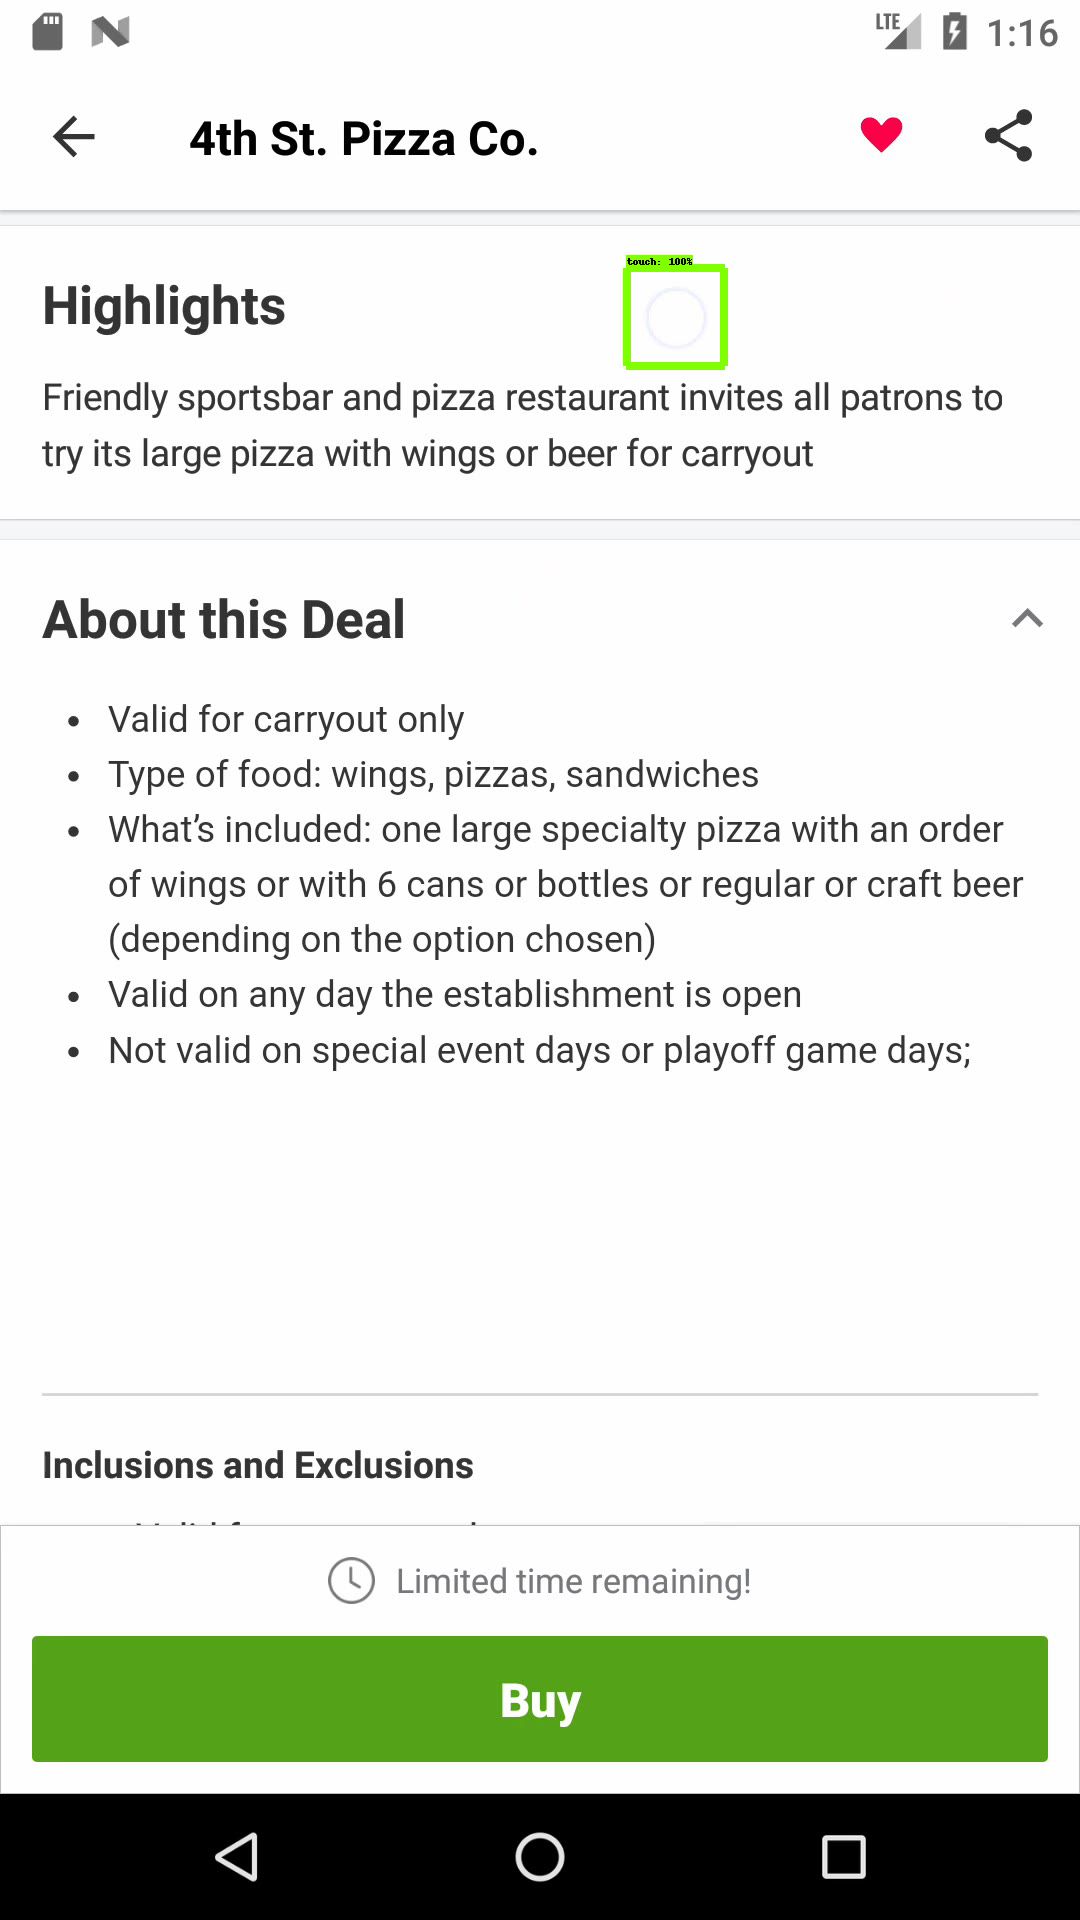 LTE 1:16
4th St. Pizza Co.
touch: 100%
Highlights
Friendly sportsbar and pizza restaurant invites all patrons to
try its large pizza with wings or beer for carryout
About this Deal
• Valid for carryout only
• Type of food: wings, pizzas, sandwiches
• What’s included: one large specialty pizza with an order
of wings or with 6 cans or bottles or regular or craft beer
(depending on the option chosen)
• Valid on any day the establishment is open
• Not valid on special event days or playoff game days;
Inclusions and Exclusions
Limited time remaining!
Buy